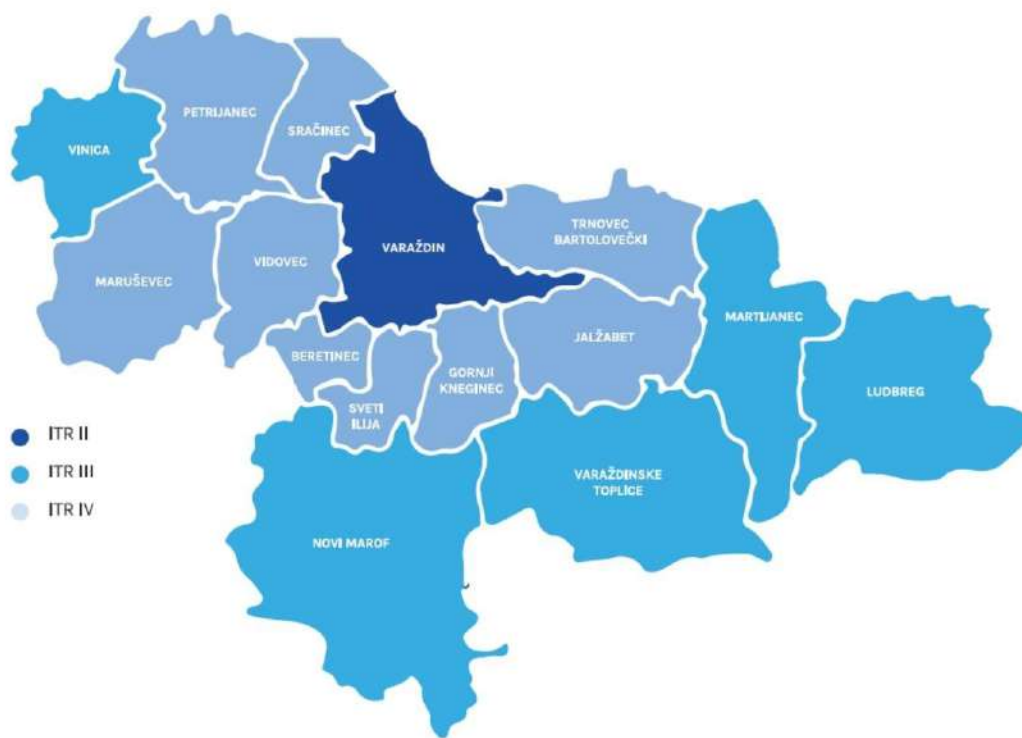 PETRIJANEC
SRAČINEC
VINICA
TRNOVEC
BARTOLOVEČKI
VARAŽDIN
VIDOVEC
MARUŠEVEC
MARTIJANEC
JALŽABET
BERETINEC
GORNJI
KNEGINEC
LUDBREG
SVETI
ILIJA
ITR II
ITR III
ITR IV
VARAŽDINSKE
TOPLICE
NOVI MAROF